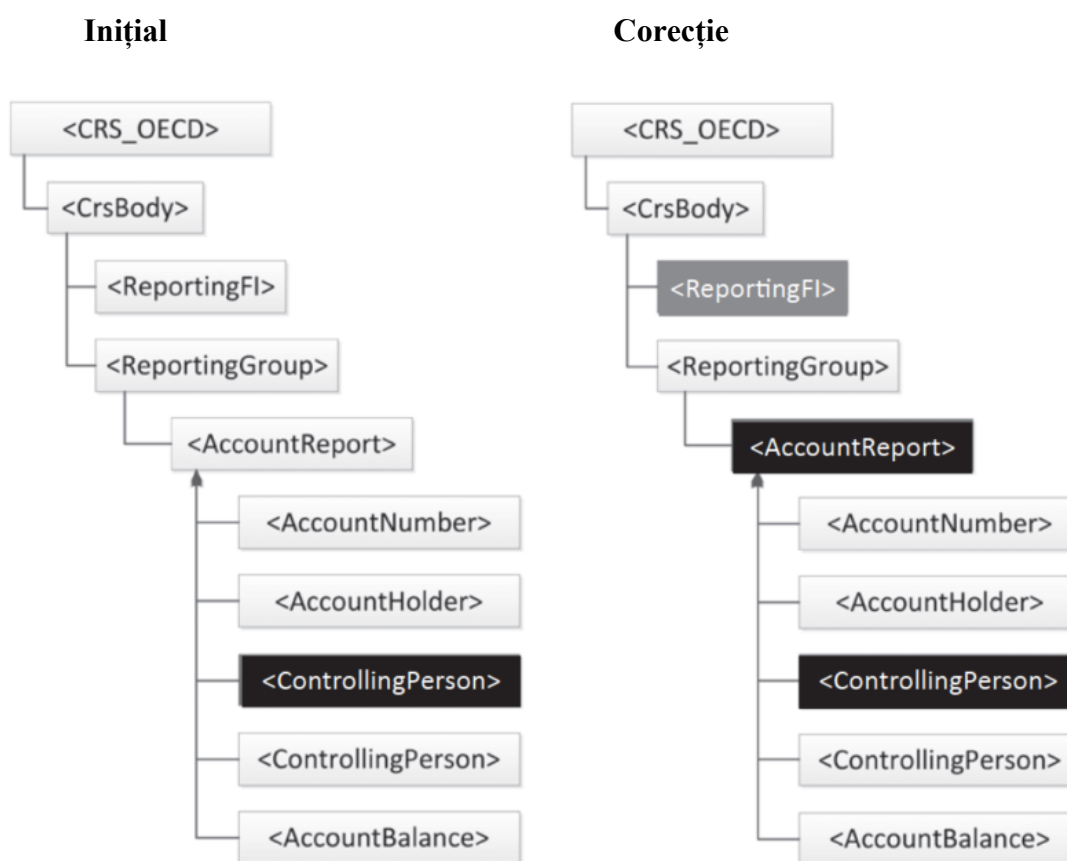 Inițial
<CRS_OECD>
<CrsBody>
<ReportingFI>
<ReportingGroup>
<AccountReport>
<AccountNumber>
<AccountHolder>
<ControllingPerson>
<ControllingPerson>
<AccountBalance>
Corecție
<CRS_OECD>
<CrsBody>
<ReportingFI>
<ReportingGroup>
<AccountReport>
<AccountNumber>
<AccountHolder>
<ControllingPerson>
<ControllingPerson>
<AccountBalance>